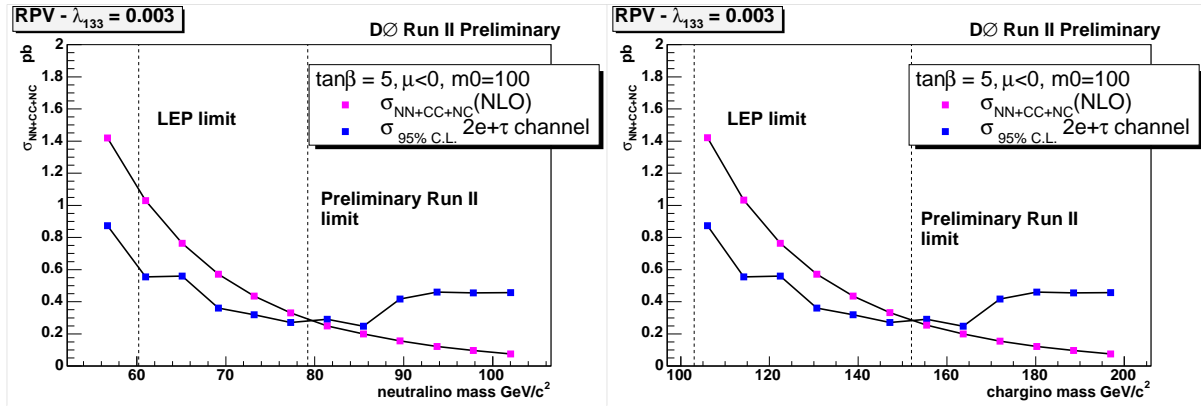 RPV - λ133 = 0.003
DØ Run II Preliminary
σNN+CC+NC pb
2
1.8
1.6
1.4
1.2
1
0.8
0.6
0.4
0.2
0
tanβ = 5, μ<0, m0=100
σNN+CC+NC(NLO)
σ95% C.L. 2e+τ channel
LEP limit
Preliminary Run II
limit
60 70 80 90 100
neutralino mass GeV/c²
RPV - λ133 = 0.003
DØ Run II Preliminary
σNN+CC+NC pb
2
1.8
1.6
1.4
1.2
1
0.8
0.6
0.4
0.2
0
tanβ = 5, μ<0, m0=100
σNN+CC+NC(NLO)
σ95% C.L. 2e+τ channel
LEP limit
Preliminary Run II
limit
100 120 140 160 180 200
chargino mass GeV/c²